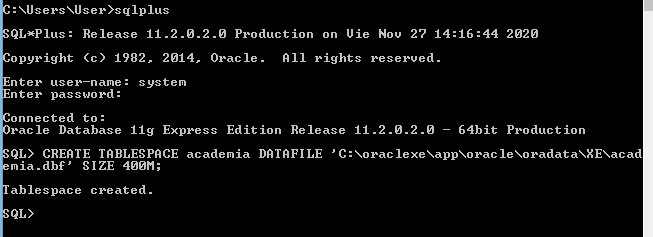 C:\Users\User>sqlplus
SQL*Plus: Release 11.2.0.2.0 Production on Vie Nov 27 14:16:44 2020
Copyright (c) 1982, 2014, Oracle.  All rights reserved.
Enter user-name: system
Enter password:
Connected to:
Oracle Database 11g Express Edition Release 11.2.0.2.0 - 64bit Production
SQL> CREATE TABLESPACE academia DATAFILE 'C:\oraclexe\app\oracle\oradata\XE\acad
emia.dbf' SIZE 400M;
Tablespace created.
SQL>